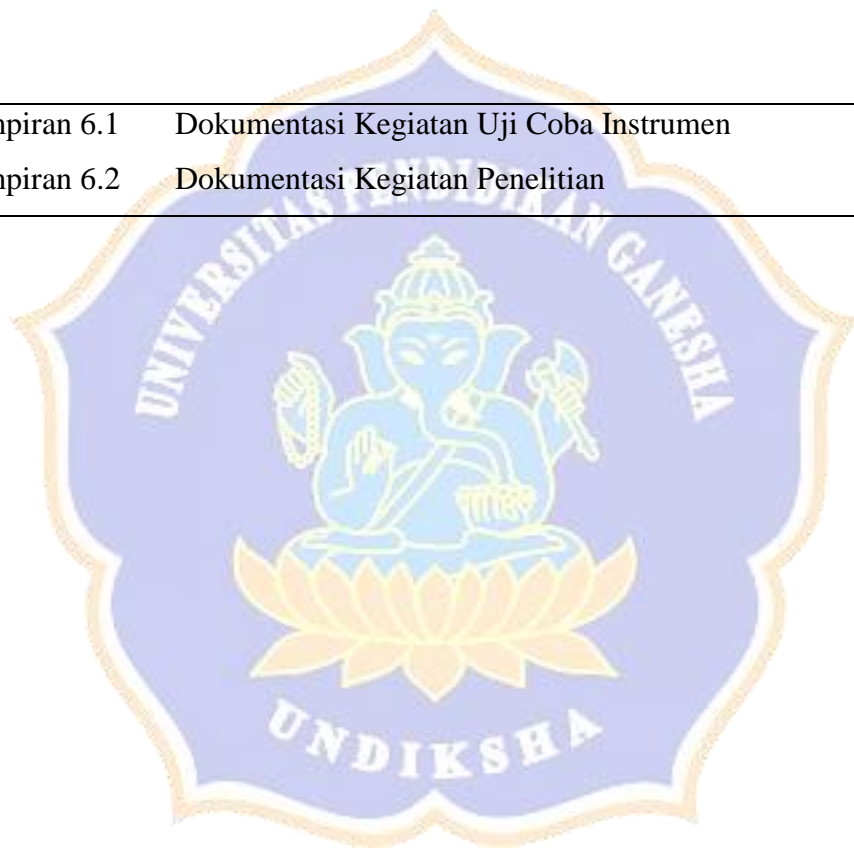 npiran 6.1 Dokumentasi Kegiatan Uji Coba Instrumen
npiran 6.2 Dokumentasi Kegiatan Penelitian
UNIVERSITAS PENDIDIKAN GANESHA
UNDIKSHA